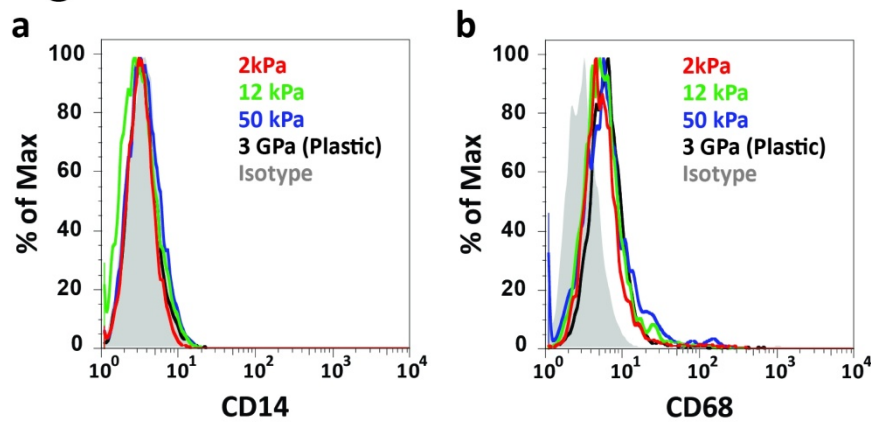 a
100
80
60
40
20
0
% of Max
2kPa
12 kPa
50 kPa
3 GPa (Plastic)
Isotype
10⁰ 10¹ 10² 10³ 10⁴
CD14
b
100
80
60
40
20
0
% of Max
2kPa
12 kPa
50 kPa
3 GPa (Plastic)
Isotype
10⁰ 10¹ 10² 10³ 10⁴
CD68